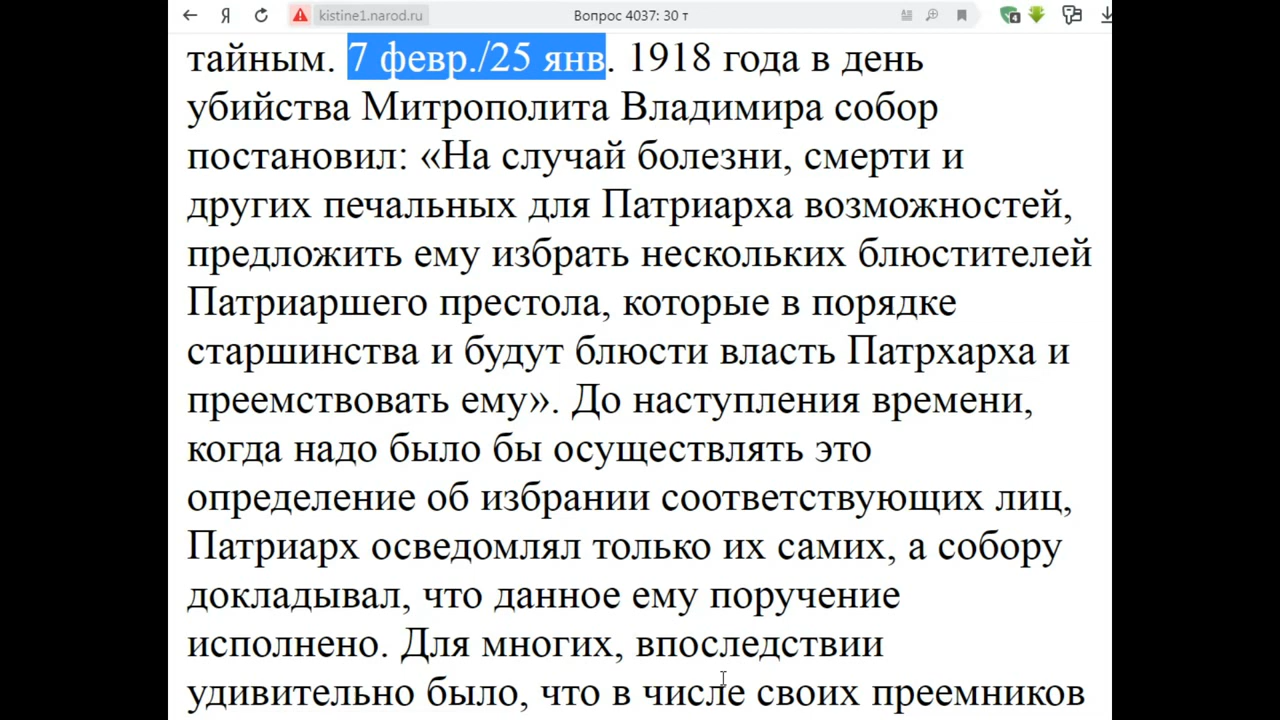 Я
kistine1.narod.ru
Вопрос 4037: 30 т
4
тайным. 7 февр./25 янв. 1918 года в день
убийства Митрополита Владимира собор
постановил: «На случай болезни, смерти и
других печальных для Патриарха возможностей,
предложить ему избрать нескольких блюстителей
Патриаршего престола, которые в порядке
старшинства и будут блюсти власть Патрхарха и
преемствовать ему». До наступления времени,
когда надо было бы осуществлять это
определение об избрании соответствующих лиц,
Патриарх осведомлял только их самих, а собору
докладывал, что данное ему поручение
исполнено. Для многих, впоследствии
удивительно было, что в числе своих преемников